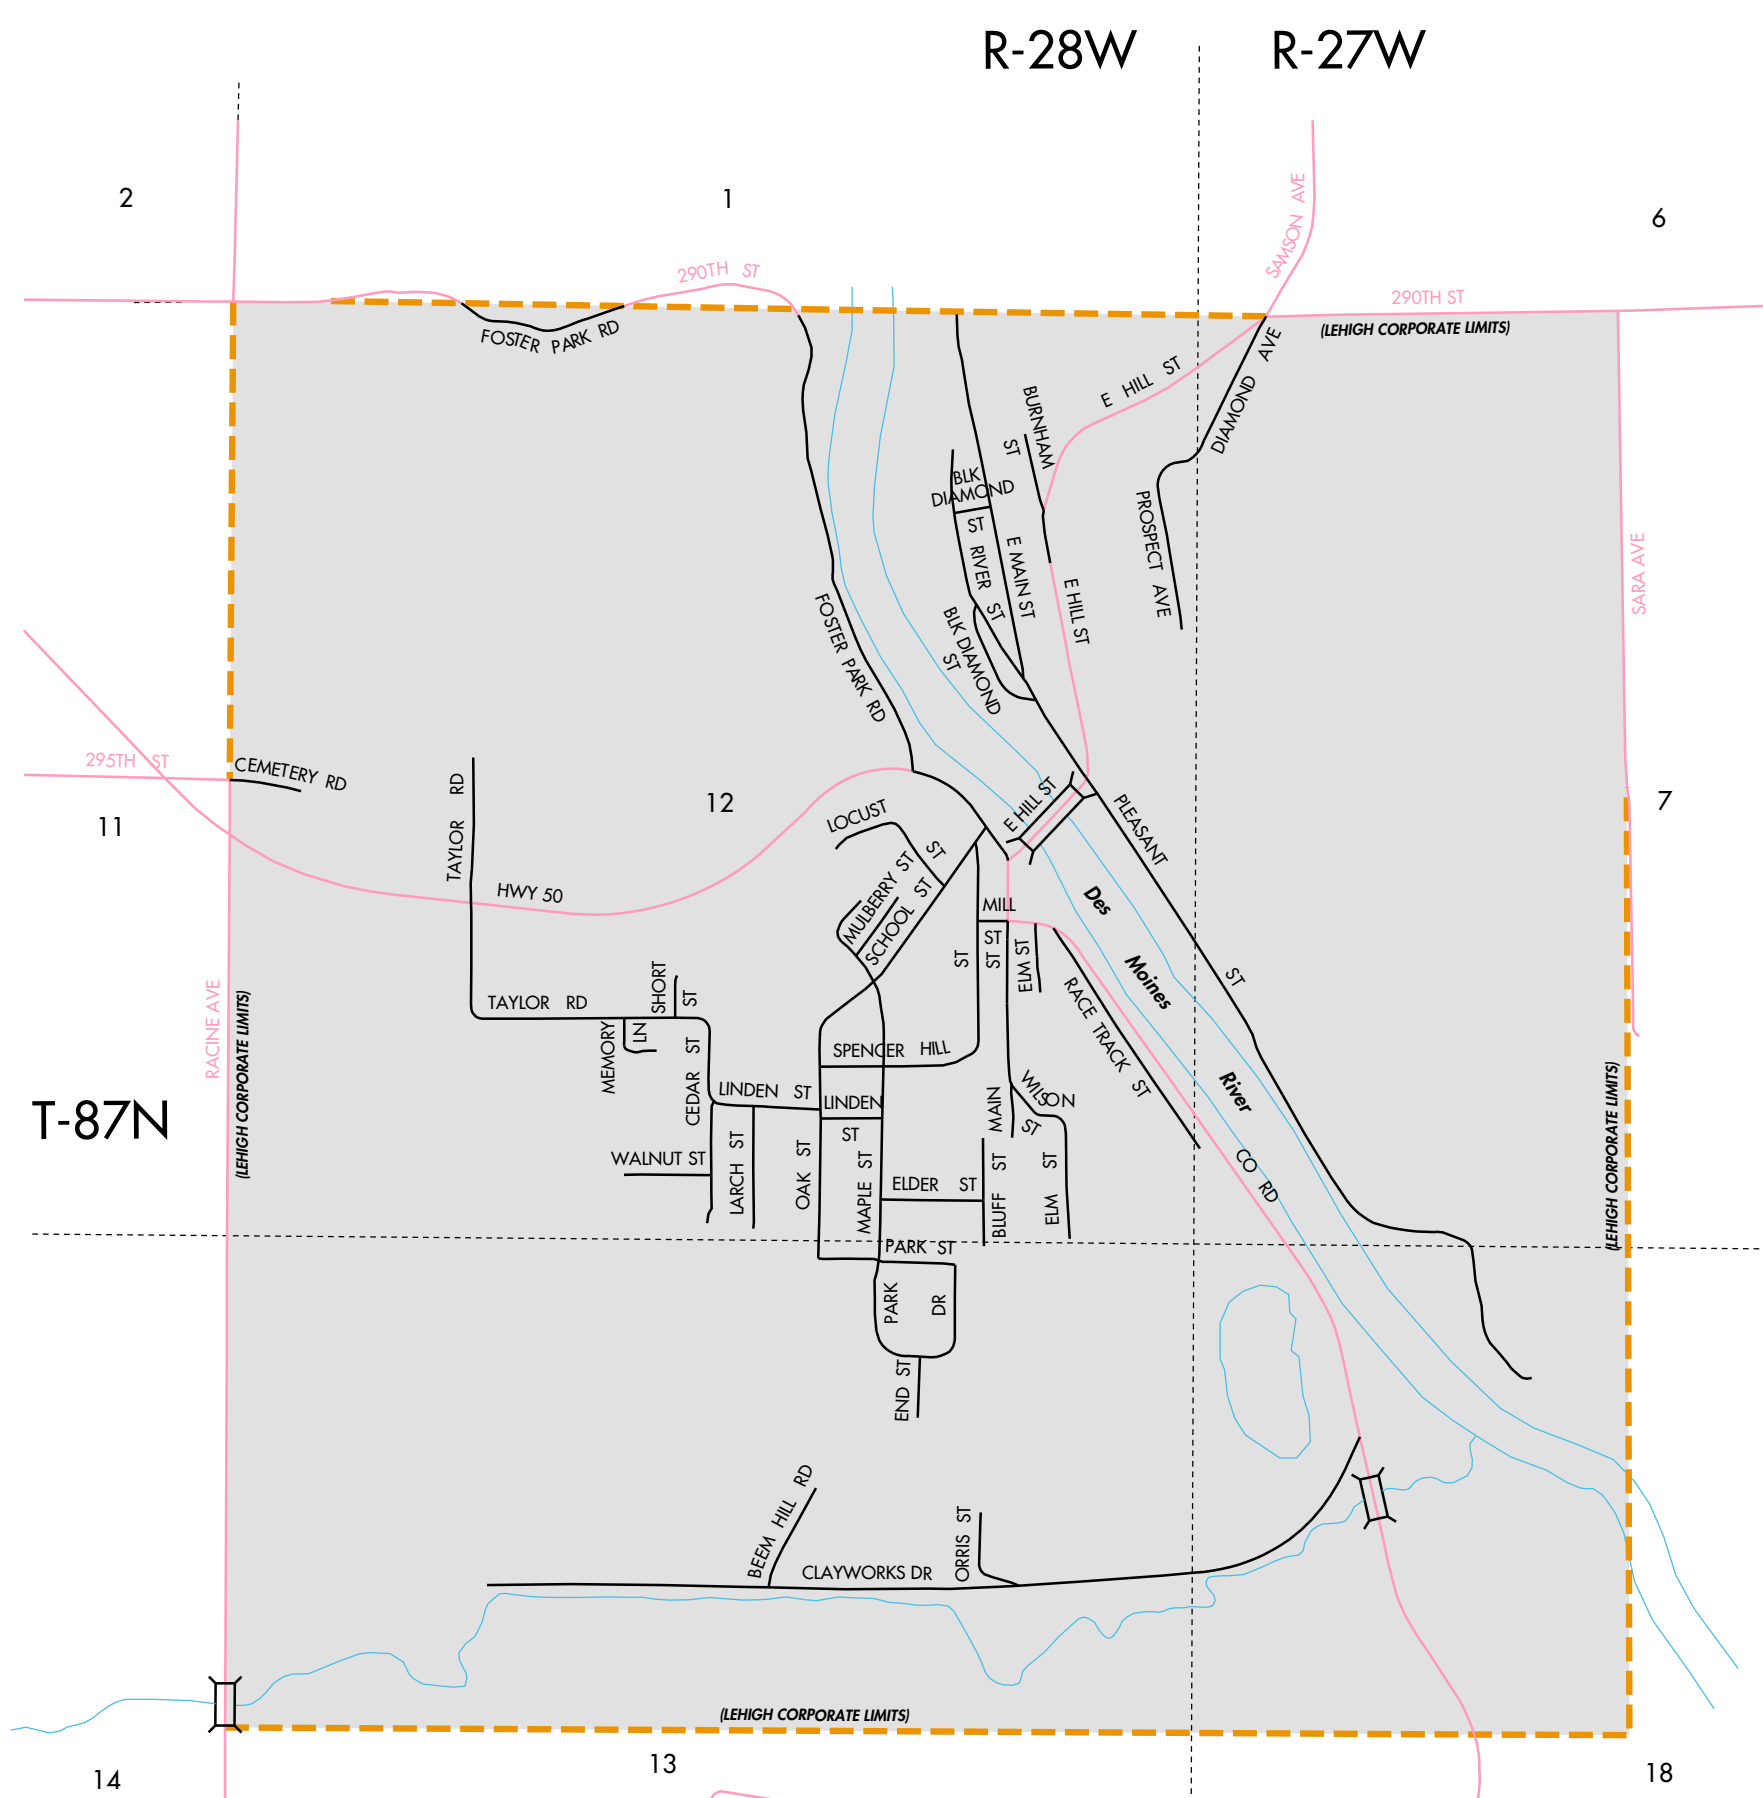 R-28W
R-27W
2
1
6
SAMSON AVE
290TH ST
290TH ST
(LEHIGH CORPORATE LIMITS)
FOSTER PARK RD
DIAMOND AVE
E HILL ST
BURNHAM
ST
BLK
DIAMOND
ST
RIVER ST
E MAIN ST
PROSPECT AVE
E HILL ST
SARA AVE
FOSTER PARK RD
BLK DIAMOND
ST
295TH ST
CEMETERY RD
11
TAYLOR RD
12
7
E HILL ST
PLEASANT
ST
LOCUST
ST
MULBERRY ST
SCHOOL ST
HWY 50
MILL
ST
ST
ST
ELM ST
Des
Moines
River
RACE TRACK ST
RACINE AVE
(LEHIGH CORPORATE LIMITS)
TAYLOR RD
SHORT
ST
MEMORY
LN
CEDAR ST
SPENCER HILL
LINDEN ST
LINDEN
ST
MAIN
WILSON
ST
T-87N
WALNUT ST
LARCH ST
OAK ST
MAPLE ST
ELDER ST
BLUFF ST
ELM ST
CO RD
(LEHIGH CORPORATE LIMITS)
PARK ST
PARK
DR
END ST
BEEM HILL RD
ORRIS ST
CLAYWORKS DR
(LEHIGH CORPORATE LIMITS)
14
13
18